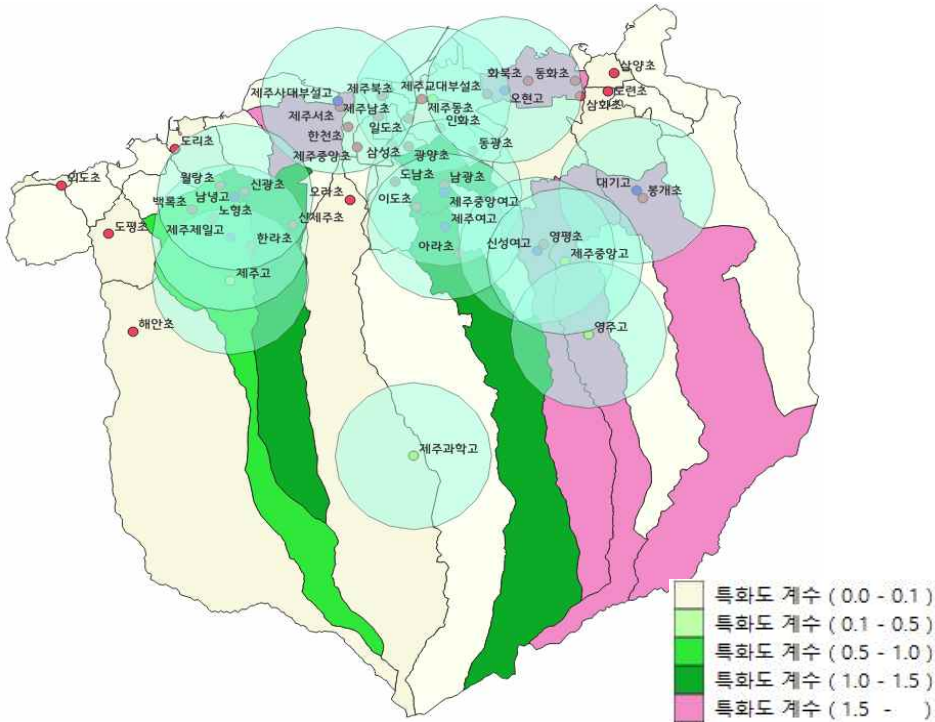 삼양초
화북초
동화초
제주사대부설고
제주북초
제주교대부설초
도련초
오현고
삼화초
제주서초
제주남초
제주동초
일도초
인화초
한천초
도리초
제주중앙초
삼성초
광양초
동광초
외도초
월랑초
신광초
도남초
남광초
대기고
봉개초
백록초
남녕고
오라초
이도초
제주중앙여고
노형초
신제주초
제주여고
도평초
제주제일고
한라초
아라초
신성여고
영평초
제주중앙고
제주고
해안초
영주고
제주과학고
특화도 계수 ( 0.0 - 0.1 )
특화도 계수 ( 0.1 - 0.5 )
특화도 계수 ( 0.5 - 1.0 )
특화도 계수 ( 1.0 - 1.5 )
특화도 계수 ( 1.5 - )